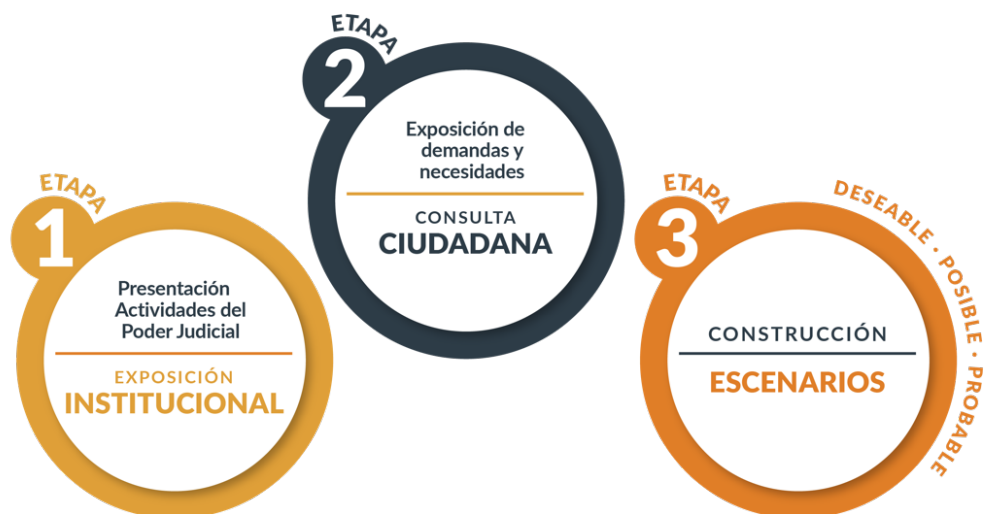 ETAPA
1
Presentación
Actividades del
Poder Judicial
EXPOSICIÓN
INSTITUCIONAL
ETAPA
2
Exposición de
demandas y
necesidades
CONSULTA
CIUDADANA
ETAPA
3
CONSTRUCCIÓN
ESCENARIOS
DESEABLE • POSIBLE • PROBABLE